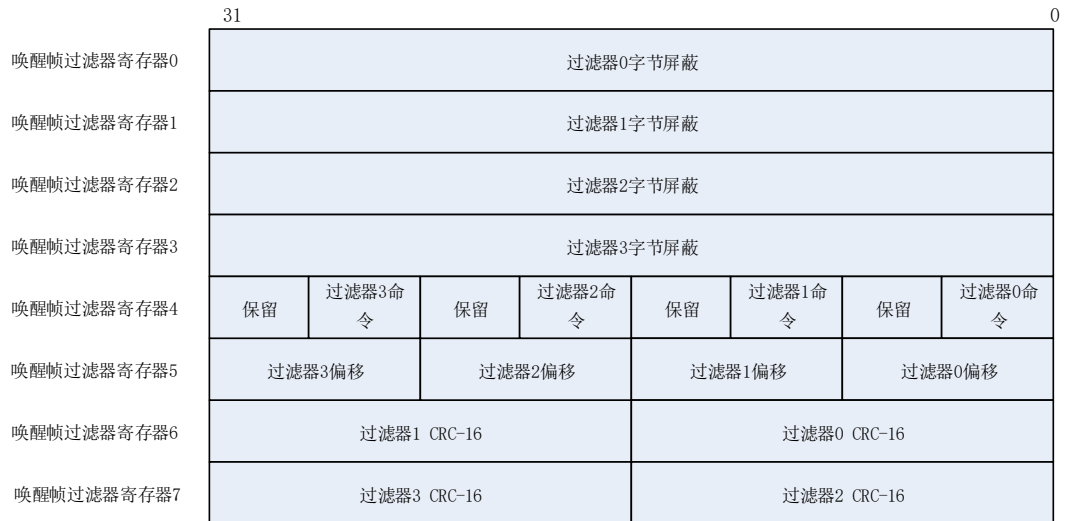 31 0
唤醒帧过滤器寄存器0 过滤器0字节屏蔽
唤醒帧过滤器寄存器1 过滤器1字节屏蔽
唤醒帧过滤器寄存器2 过滤器2字节屏蔽
唤醒帧过滤器寄存器3 过滤器3字节屏蔽
唤醒帧过滤器寄存器4 保留 过滤器3命令 保留 过滤器2命令 保留 过滤器1命令 保留 过滤器0命令
唤醒帧过滤器寄存器5 过滤器3偏移 过滤器2偏移 过滤器1偏移 过滤器0偏移
唤醒帧过滤器寄存器6 过滤器1 CRC-16 过滤器0 CRC-16
唤醒帧过滤器寄存器7 过滤器3 CRC-16 过滤器2 CRC-16